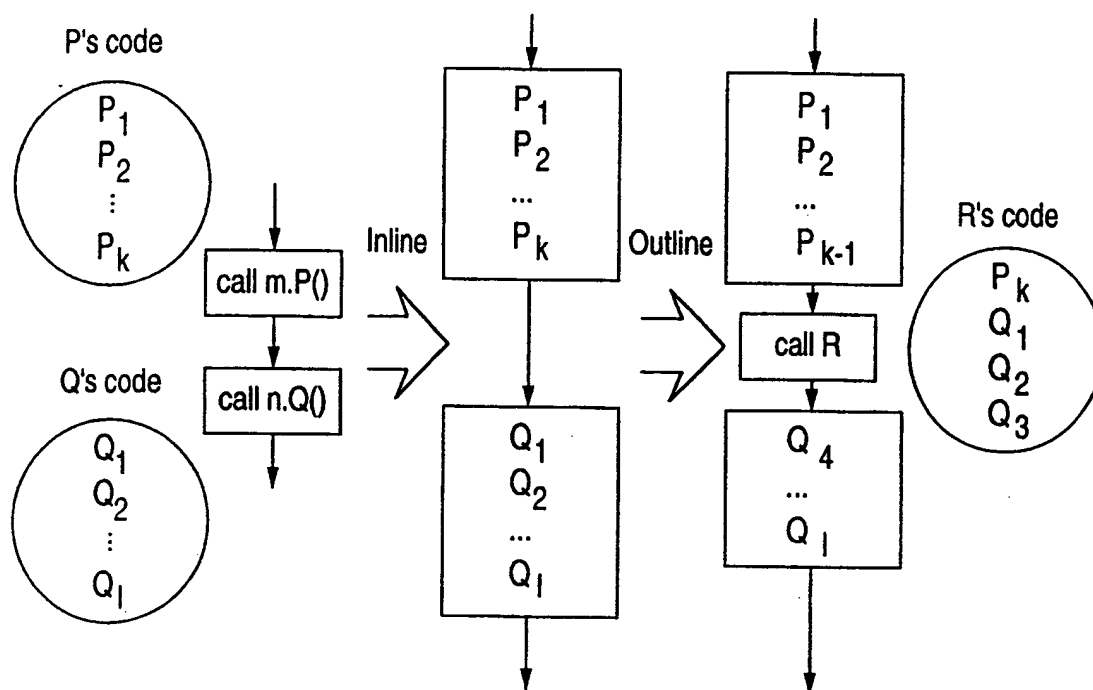 P's code
P1
P2
...
Pk
call m.P()
call n.Q()
Q's code
Q1
Q2
...
Ql
Inline
P1
P2
...
Pk
Q1
Q2
...
Ql
Outline
P1
P2
...
Pk-1
call R
Q4
...
Ql
R's code
Pk
Q1
Q2
Q3